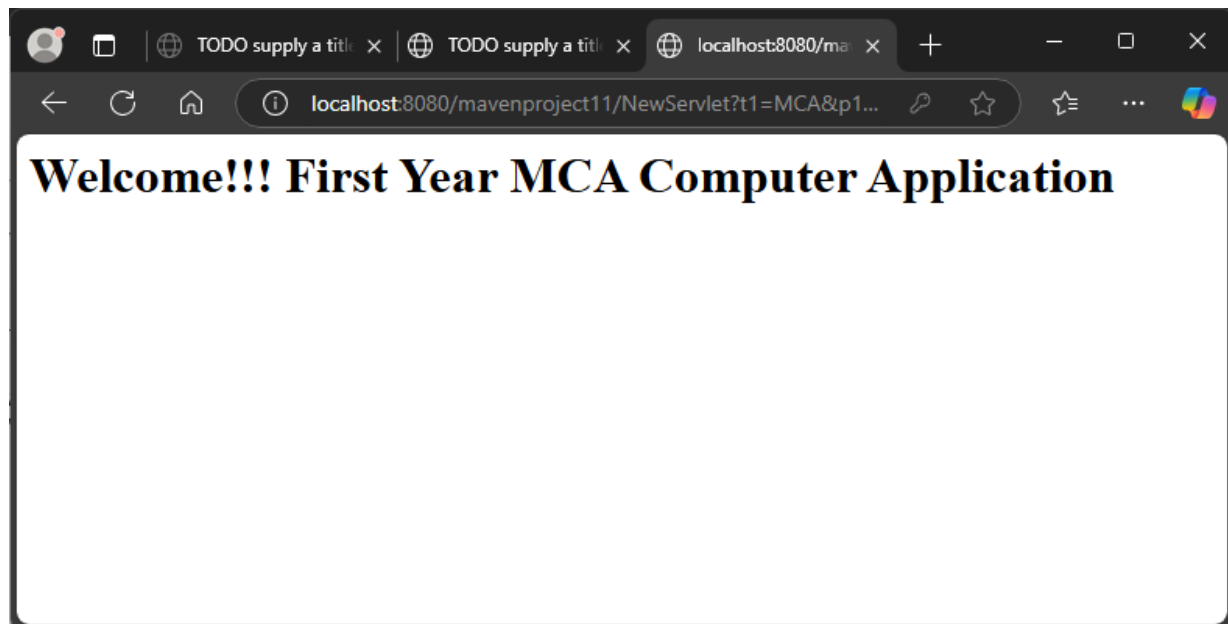 TODO supply a title
TODO supply a titl
localhost:8080/ma
localhost:8080/mavenproject11/NewServlet?t1=MCA&p1...
Welcome!!! First Year MCA Computer Application